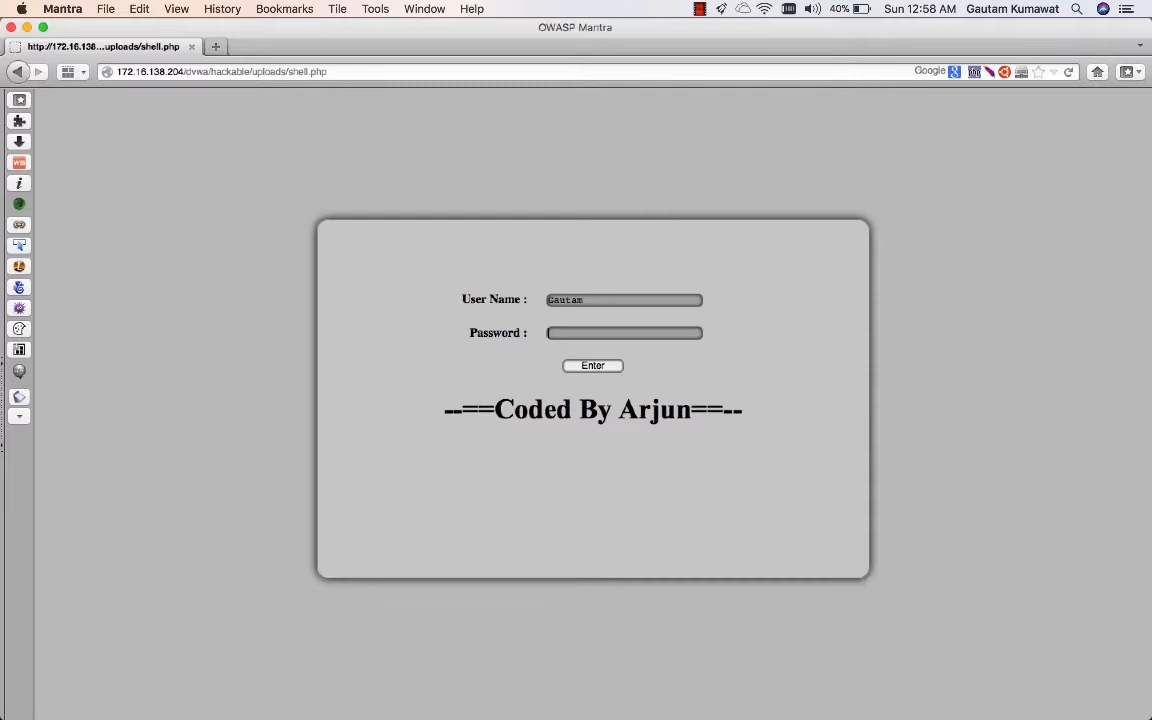 Mantra File Edit View History Bookmarks Tile Tools Window Help 40% Sun 12:58 AM Gautam Kumawat
OWASP Mantra
http://172.16.138...uploads/shell.php
172.16.138.204/dvwa/hackable/uploads/shell.php Google
User Name : Gautam
Password :
Enter
--==Coded By Arjun==--